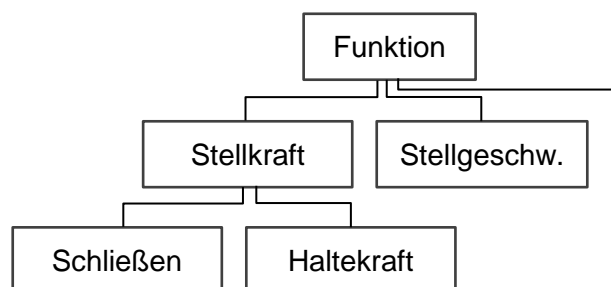 Funktion
Stellkraft
Stellgeschw.
Schließen
Haltekraft